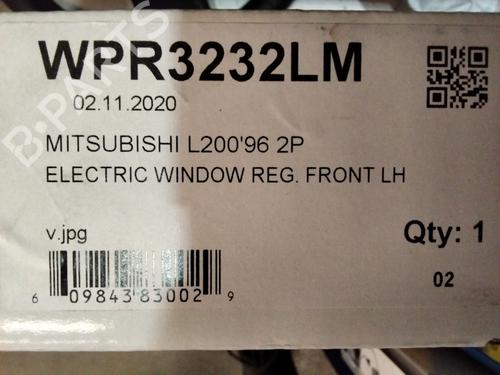 WPR3232LM
02.11.2020
MITSUBISHI L200'96 2P
ELECTRIC WINDOW REG. FRONT LH
v.jpg
Qty: 1
6 09843 83002 9
02
B-PARTS